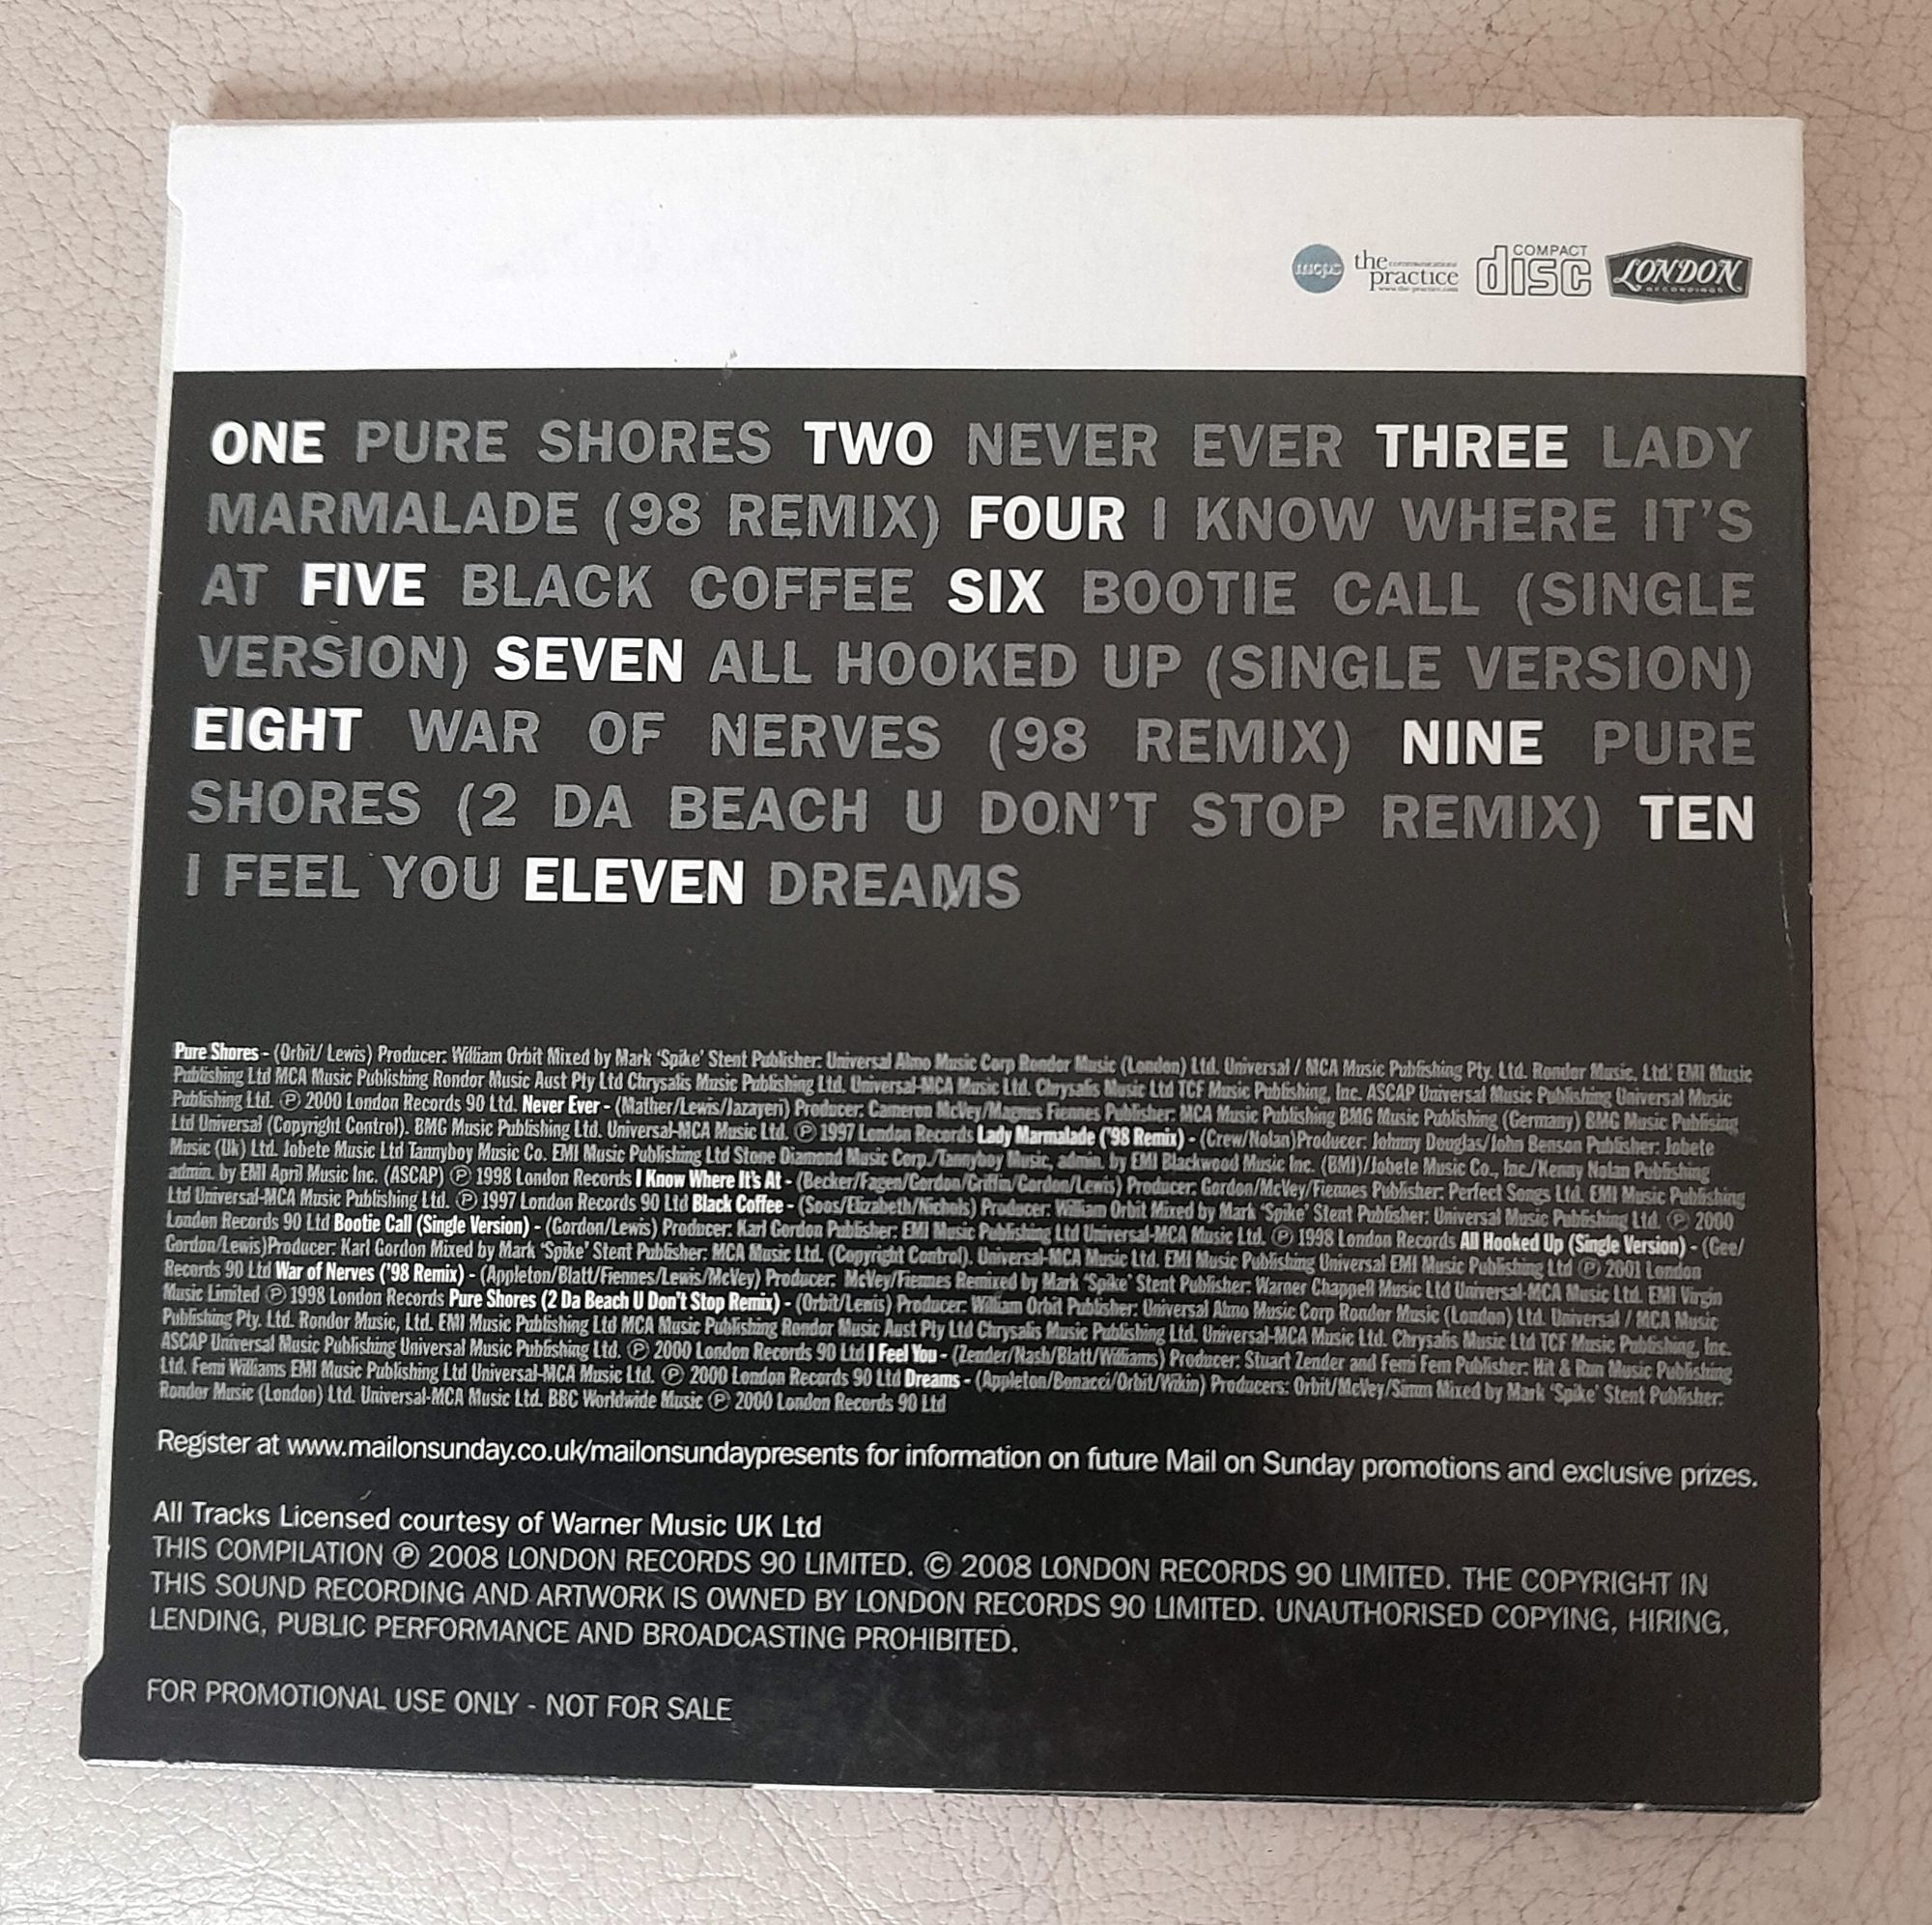 mcps the communications practice www.the-practice.com COMPACT disc LONDON RECORDINGS
ONE PURE SHORES TWO NEVER EVER THREE LADY
MARMALADE (98 REMIX) FOUR I KNOW WHERE IT'S
AT FIVE BLACK COFFEE SIX BOOTIE CALL (SINGLE
VERSION) SEVEN ALL HOOKED UP (SINGLE VERSION)
EIGHT WAR OF NERVES (98 REMIX) NINE PURE
SHORES (2 DA BEACH U DON'T STOP REMIX) TEN
I FEEL YOU ELEVEN DREAMS
Pure Shores - (Orbit/ Lewis) Producer: William Orbit Mixed by Mark 'Spike' Stent Publisher: Universal Almo Music Corp Rondor Music (London) Ltd. Universal / MCA Music Publishing Pty. Ltd. Rondor Music, Ltd.' EMI Music
Publishing Ltd MCA Music Publishing Rondor Music Aust Pty Ltd Chrysalis Music Publishing Ltd. Universal-MCA Music Ltd. Chrysalis Music Ltd TCF Music Publishing, Inc. ASCAP Universal Music Publishing Universal Music
Publishing Ltd. ℗ 2000 London Records 90 Ltd. Never Ever - (Mather/Lewis/Jazayeri) Producer: Cameron McVey/Magnus Fiennes Publisher: MCA Music Publishing BMG Music Publishing (Germany) BMG Music Publising
Ltd Universal (Copyright Control). BMG Music Publishing Ltd. Universal-MCA Music Ltd. ℗ 1997 London Records Lady Marmalade ('98 Remix) - (Crew/Nolan)Producer: Johnny Douglas/John Benson Publisher: Jobete
Music (Uk) Ltd. Jobete Music Ltd Tannyboy Music Co. EMI Music Publishing Ltd Stone Diamond Music Corp./Tannyboy Music, admin. by EMI Blackwood Music Inc. (BMI)/Jobete Music Co., Inc/Kenny Nolan Publishing
admin. by EMI April Music Inc. (ASCAP) ℗ 1998 London Records I Know Where It's At - (Becker/Fagen/Gordon/Griffin/Gordon/Lewis) Producer: Gordon/McVey/Fiennes Publisher: Perfect Songs Ltd. EMI Music Publishing
Ltd Universal-MCA Music Publishing Ltd. ℗ 1997 London Records 90 Ltd Black Coffee - (Soos/Elizabeth/Nichols) Producer: William Orbit Mixed by Mark 'Spike' Stent Publisher: Universal Music Publishing Ltd. ℗ 2000
London Records 90 Ltd Bootie Call (Single Version) - (Gordon/Lewis) Producer: Karl Gordon Publisher: EMI Music Publishing Ltd Universal-MCA Music Ltd. ℗ 1998 London Records All Hooked Up (Single Version) - (Gee/
Gordon/Lewis)Producer: Karl Gordon Mixed by Mark 'Spike' Stent Publisher: MCA Music Ltd. (Copyright Control). Universal-MCA Music Ltd. EMI Music Publishing Universal EMI Music Publishing Ltd ℗ 2001 London
Records 90 Ltd War of Nerves ('98 Remix) - (Appleton/Blatt/Fiennes/Lewis/McVey) Producer: McVey/Fiennes Remixed by Mark 'Spike' Stent Publisher: Warner Chappell Music Ltd Universal-MCA Music Ltd. EMI Virgin
Music Limited ℗ 1998 London Records Pure Shores (2 Da Beach U Don't Stop Remix) - (Orbit/Lewis) Producer: William Orbit Publisher: Universal Almo Music Corp Rondor Music (London) Ltd. Universal / MCA Music
Publishing Pty. Ltd. Rondor Music, Ltd. EMI Music Publishing Ltd MCA Music Publishing Rondor Music Aust Pty Ltd Chrysalis Music Publishing Ltd. Universal-MCA Music Ltd. Chrysalis Music Ltd TCF Music Publishing, Inc.
ASCAP Universal Music Publishing Universal Music Publishing Ltd. ℗ 2000 London Records 90 Ltd I Feel You - (Zender/Nash/Blatt/Williams) Producer: Stuart Zender and Femi Fem Publisher: Hit & Run Music Publishing
Ltd. Femi Williams EMI Music Publishing Ltd Universal-MCA Music Ltd. ℗ 2000 London Records 90 Ltd Dreams - (Appleton/Bonacci/Orbit/Wikin) Producers: Orbit/McVey/Simm Mixed by Mark 'Spike' Stent Publisher:
Rondor Music (London) Ltd. Universal-MCA Music Ltd. BBC Worldwide Music ℗ 2000 London Records 90 Ltd
Register at www.mailonsunday.co.uk/mailonsundaypresents for information on future Mail on Sunday promotions and exclusive prizes.
All Tracks Licensed courtesy of Warner Music UK Ltd
THIS COMPILATION ℗ 2008 LONDON RECORDS 90 LIMITED. © 2008 LONDON RECORDS 90 LIMITED. THE COPYRIGHT IN
THIS SOUND RECORDING AND ARTWORK IS OWNED BY LONDON RECORDS 90 LIMITED. UNAUTHORISED COPYING, HIRING,
LENDING, PUBLIC PERFORMANCE AND BROADCASTING PROHIBITED.
FOR PROMOTIONAL USE ONLY - NOT FOR SALE